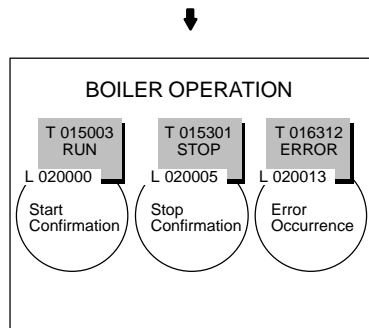 BOILER OPERATION
T 015003
RUN
T 015301
STOP
T 016312
ERROR
L 020000
L 020005
L 020013
Start
Confirmation
Stop
Confirmation
Error
Occurrence